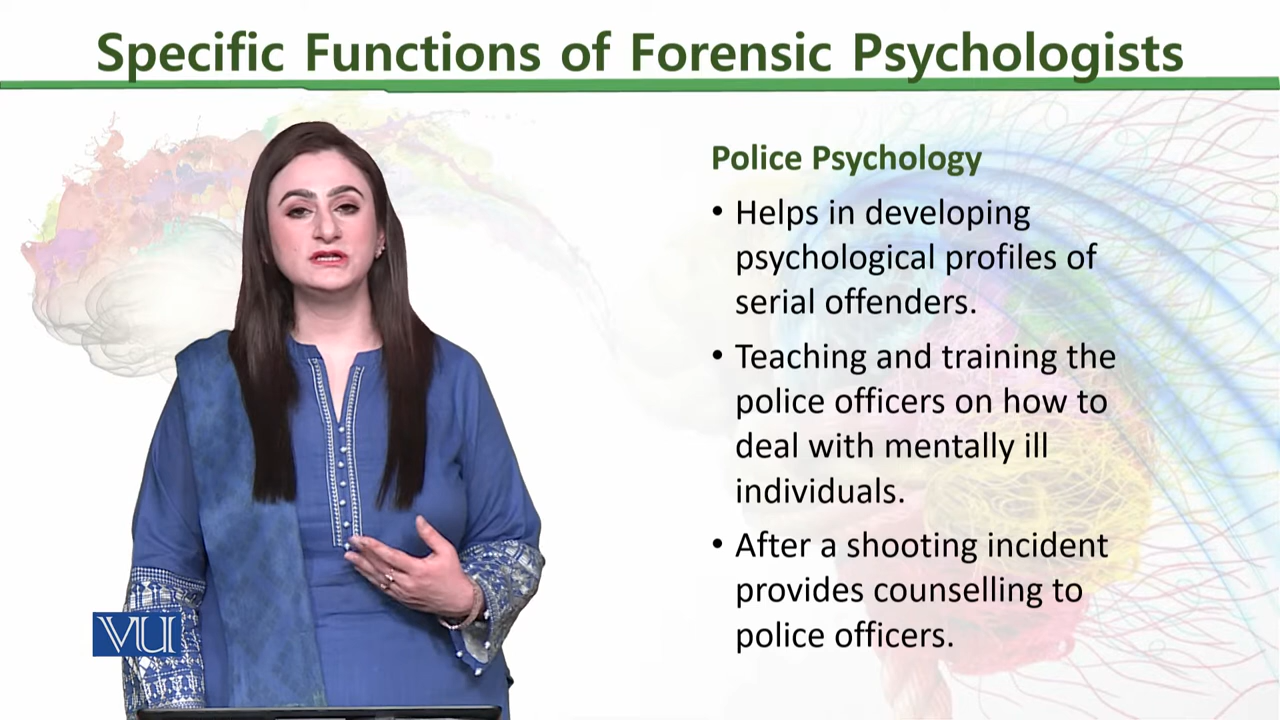 Specific Functions of Forensic Psychologists
Police Psychology
• Helps in developing
psychological profiles of
serial offenders.
• Teaching and training the
police officers on how to
deal with mentally ill
individuals.
• After a shooting incident
provides counselling to
police officers.
VU